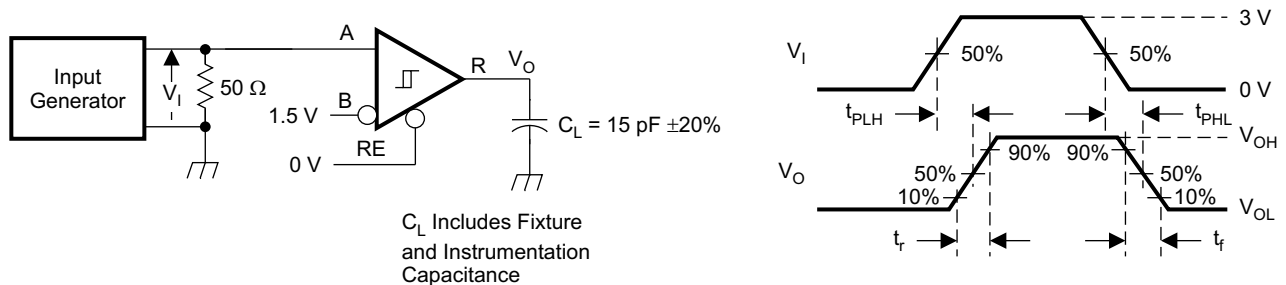 Input
Generator
V_I
50 Ω
A
B
1.5 V
RE
0 V
R
V_O
C_L = 15 pF ±20%
C_L Includes Fixture
and Instrumentation
Capacitance
V_I
50%
50%
3 V
0 V
t_PLH
t_PHL
V_O
90%
90%
50%
50%
10%
10%
V_OH
V_OL
t_r
t_f